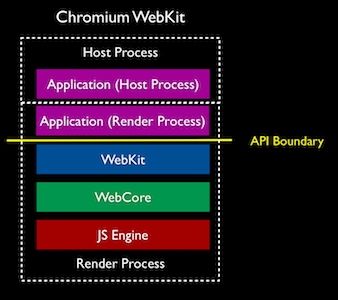 Chromium WebKit
Host Process
Application (Host Process)
Application (Render Process)
API Boundary
WebKit
WebCore
JS Engine
Render Process